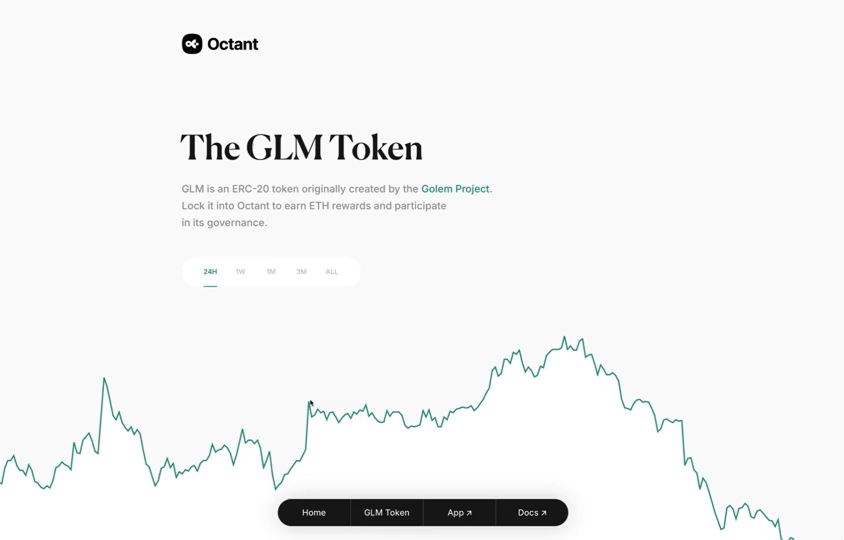 Octant
The GLM Token
GLM is an ERC-20 token originally created by the Golem Project.
Lock it into Octant to earn ETH rewards and participate
in its governance.
24H 1W 1M 3M ALL
Home GLM Token App ↗ Docs ↗